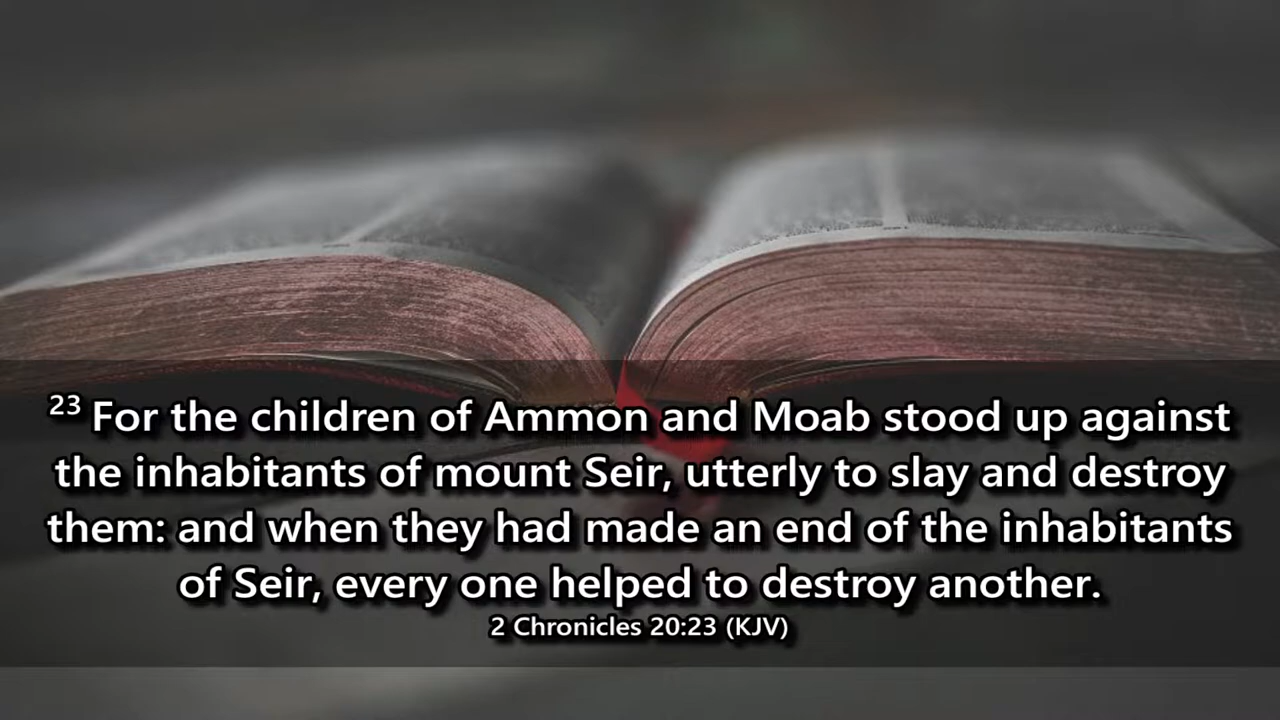 23 For the children of Ammon and Moab stood up against
the inhabitants of mount Seir, utterly to slay and destroy
them: and when they had made an end of the inhabitants
of Seir, every one helped to destroy another.
2 Chronicles 20:23 (KJV)